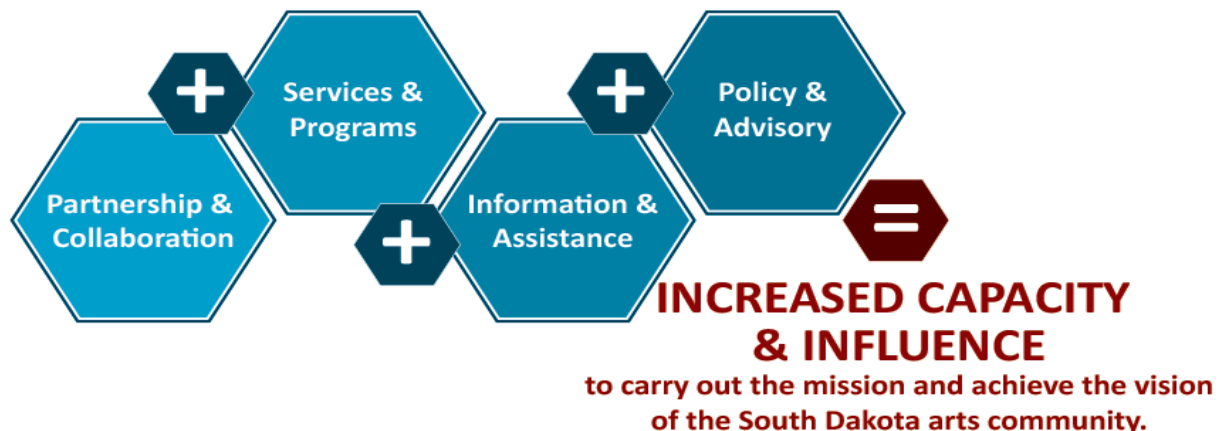 Partnership &
Collaboration
+
Services &
Programs
+
Information &
Assistance
+
Policy &
Advisory
=
INCREASED CAPACITY
& INFLUENCE
to carry out the mission and achieve the vision
of the South Dakota arts community.